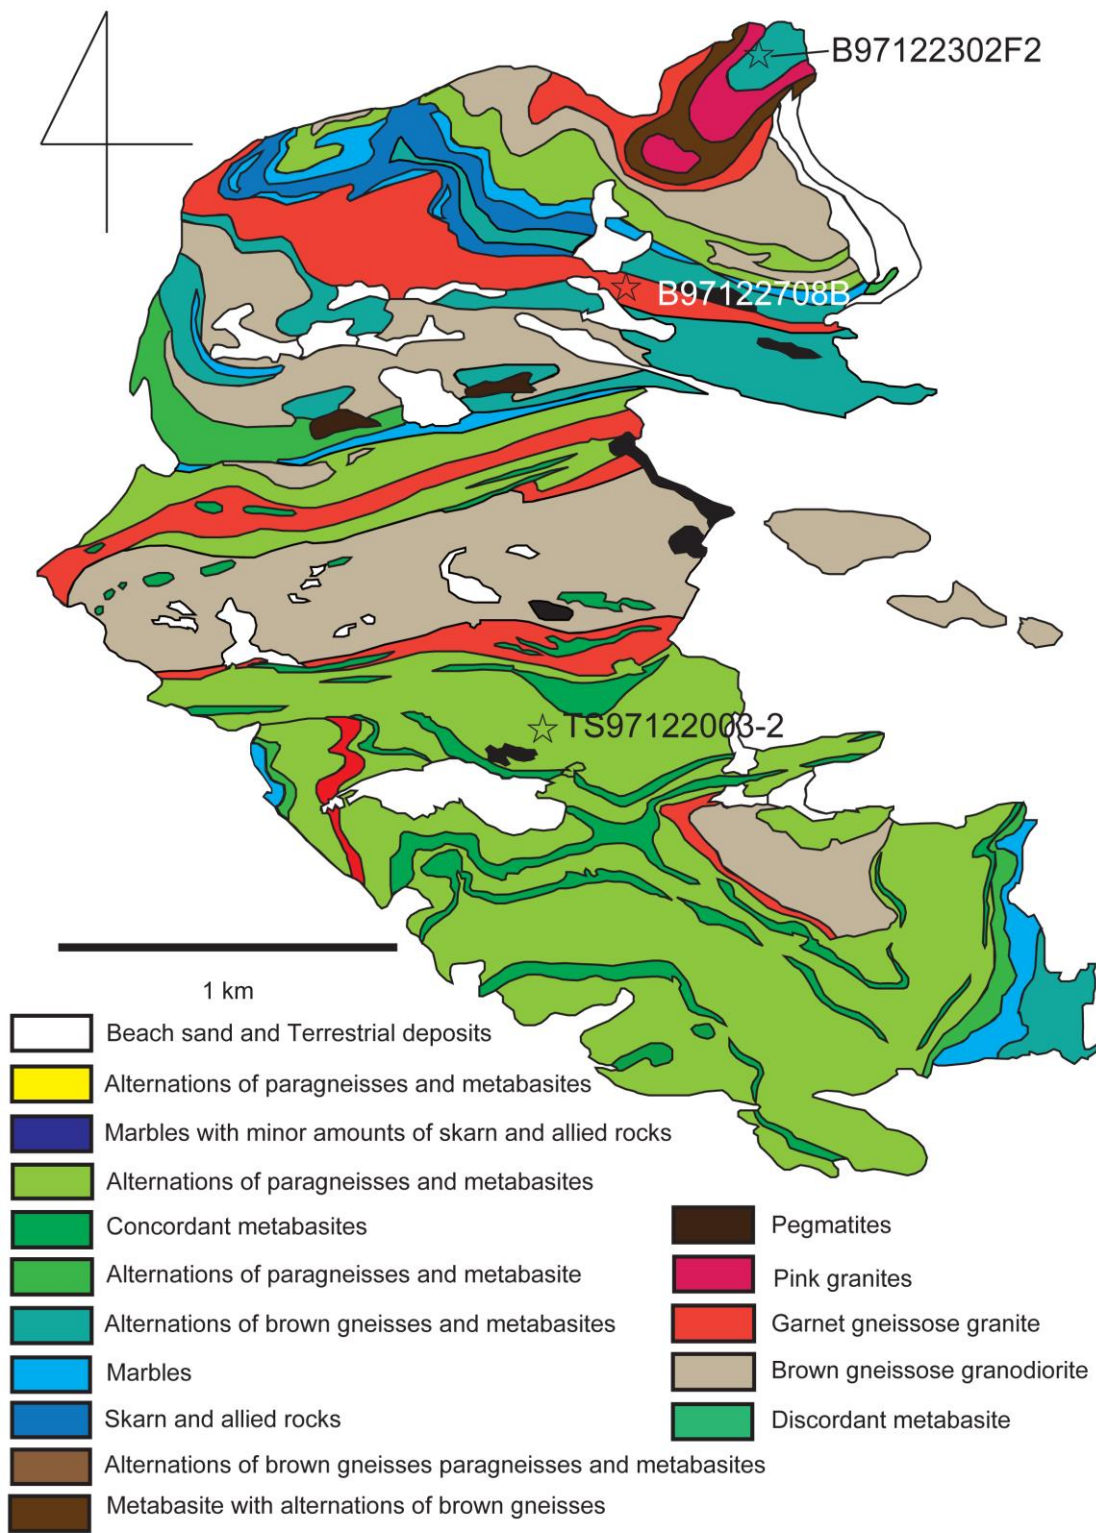 B97122302F2
B97122708B
TS97122003-2
1 km
Beach sand and Terrestrial deposits
Alternations of paragneisses and metabasites
Marbles with minor amounts of skarn and allied rocks
Alternations of paragneisses and metabasites
Concordant metabasites
Alternations of paragneisses and metabasite
Alternations of brown gneisses and metabasites
Marbles
Skarn and allied rocks
Alternations of brown gneisses paragneisses and metabasites
Metabasite with alternations of brown gneisses
Pegmatites
Pink granites
Garnet gneissose granite
Brown gneissose granodiorite
Discordant metabasite